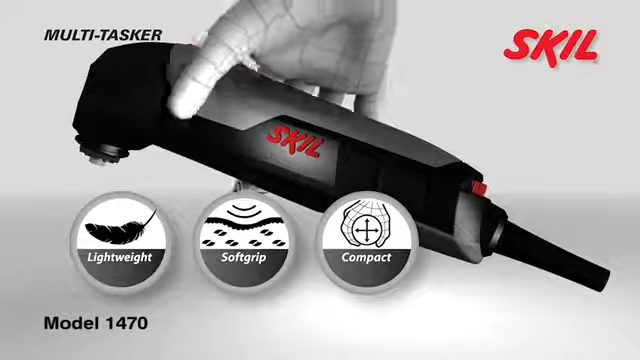 MULTI-TASKER
SKIL
SKIL
Lightweight
Softgrip
Compact
Model 1470